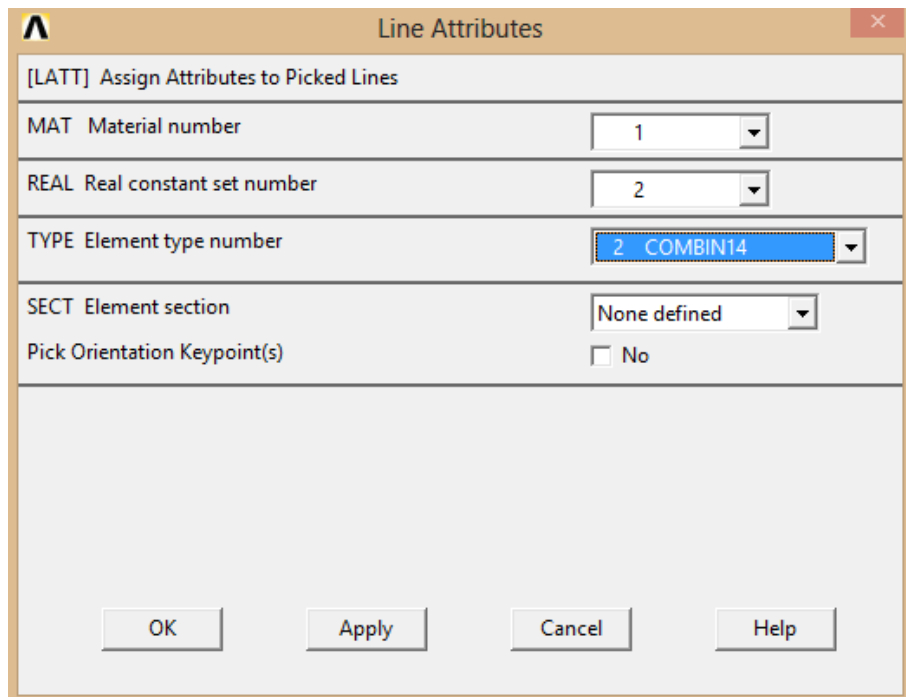 Line Attributes
[LATT] Assign Attributes to Picked Lines
MAT Material number 1
REAL Real constant set number 2
TYPE Element type number 2 COMBIN14
SECT Element section None defined
Pick Orientation Keypoint(s) No
OK Apply Cancel Help